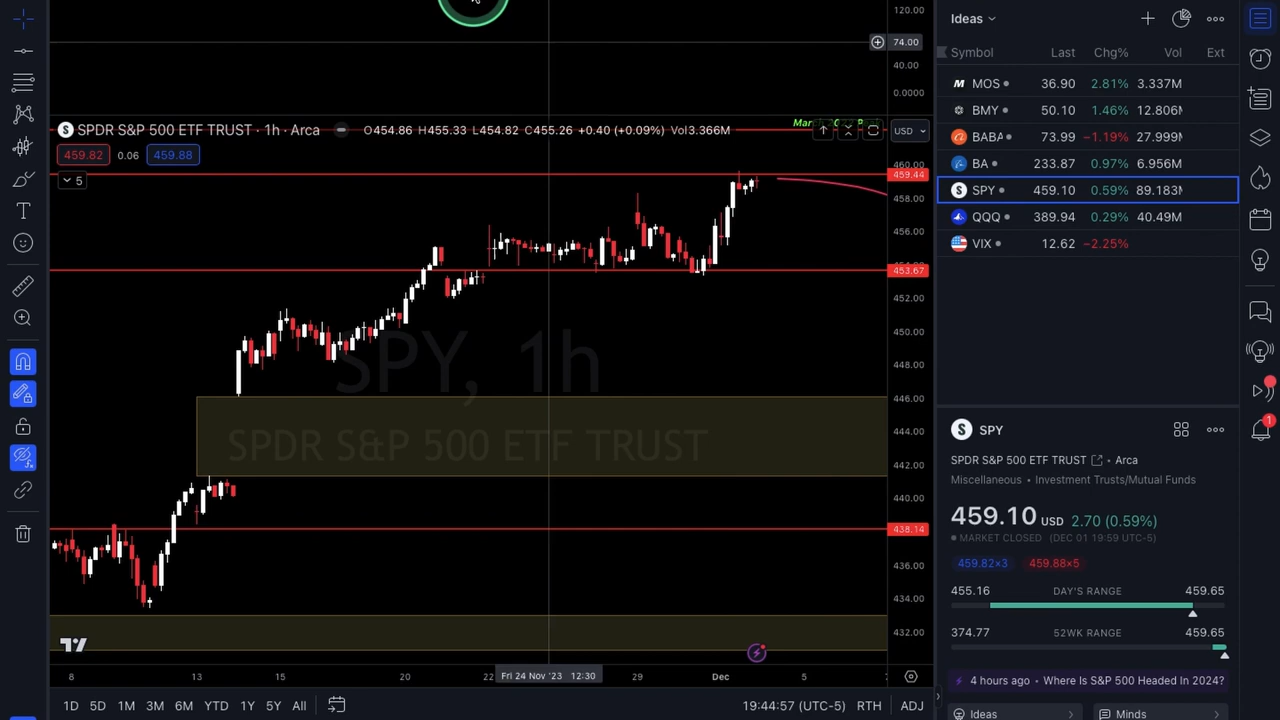 120.00
74.00
40.00
0.0000
SPDR S&P 500 ETF TRUST · 1h · Arca O454.86 H455.33 L454.82 C455.26 +0.40 (+0.09%) Vol3.366M
USD
459.82 0.06 459.88
5
460.00
459.44
458.00
456.00
453.67
452.00
450.00
448.00
446.00
444.00
442.00
440.00
438.14
436.00
434.00
432.00
SPY, 1h
SPDR S&P 500 ETF TRUST
8 13 15 20 22 Fri 24 Nov '23 12:30 29 Dec 5
1D 5D 1M 3M 6M YTD 1Y 5Y All 19:44:57 (UTC-5) RTH ADJ
Ideas
Symbol Last Chg% Vol Ext
MOS 36.90 2.81% 3.337M
BMY 50.10 1.46% 12.806M
BABA 73.99 −1.19% 27.999M
BA 233.87 0.97% 6.956M
SPY 459.10 0.59% 89.183M
QQQ 389.94 0.29% 40.49M
VIX 12.62 −2.25%
SPY
SPDR S&P 500 ETF TRUST • Arca
Miscellaneous • Investment Trusts/Mutual Funds
459.10 USD 2.70 (0.59%)
MARKET CLOSED (DEC 01 19:59 UTC-5)
459.82×3 459.88×5
455.16 DAY'S RANGE 459.65
374.77 52WK RANGE 459.65
4 hours ago • Where Is S&P 500 Headed In 2024?
Ideas Minds
1